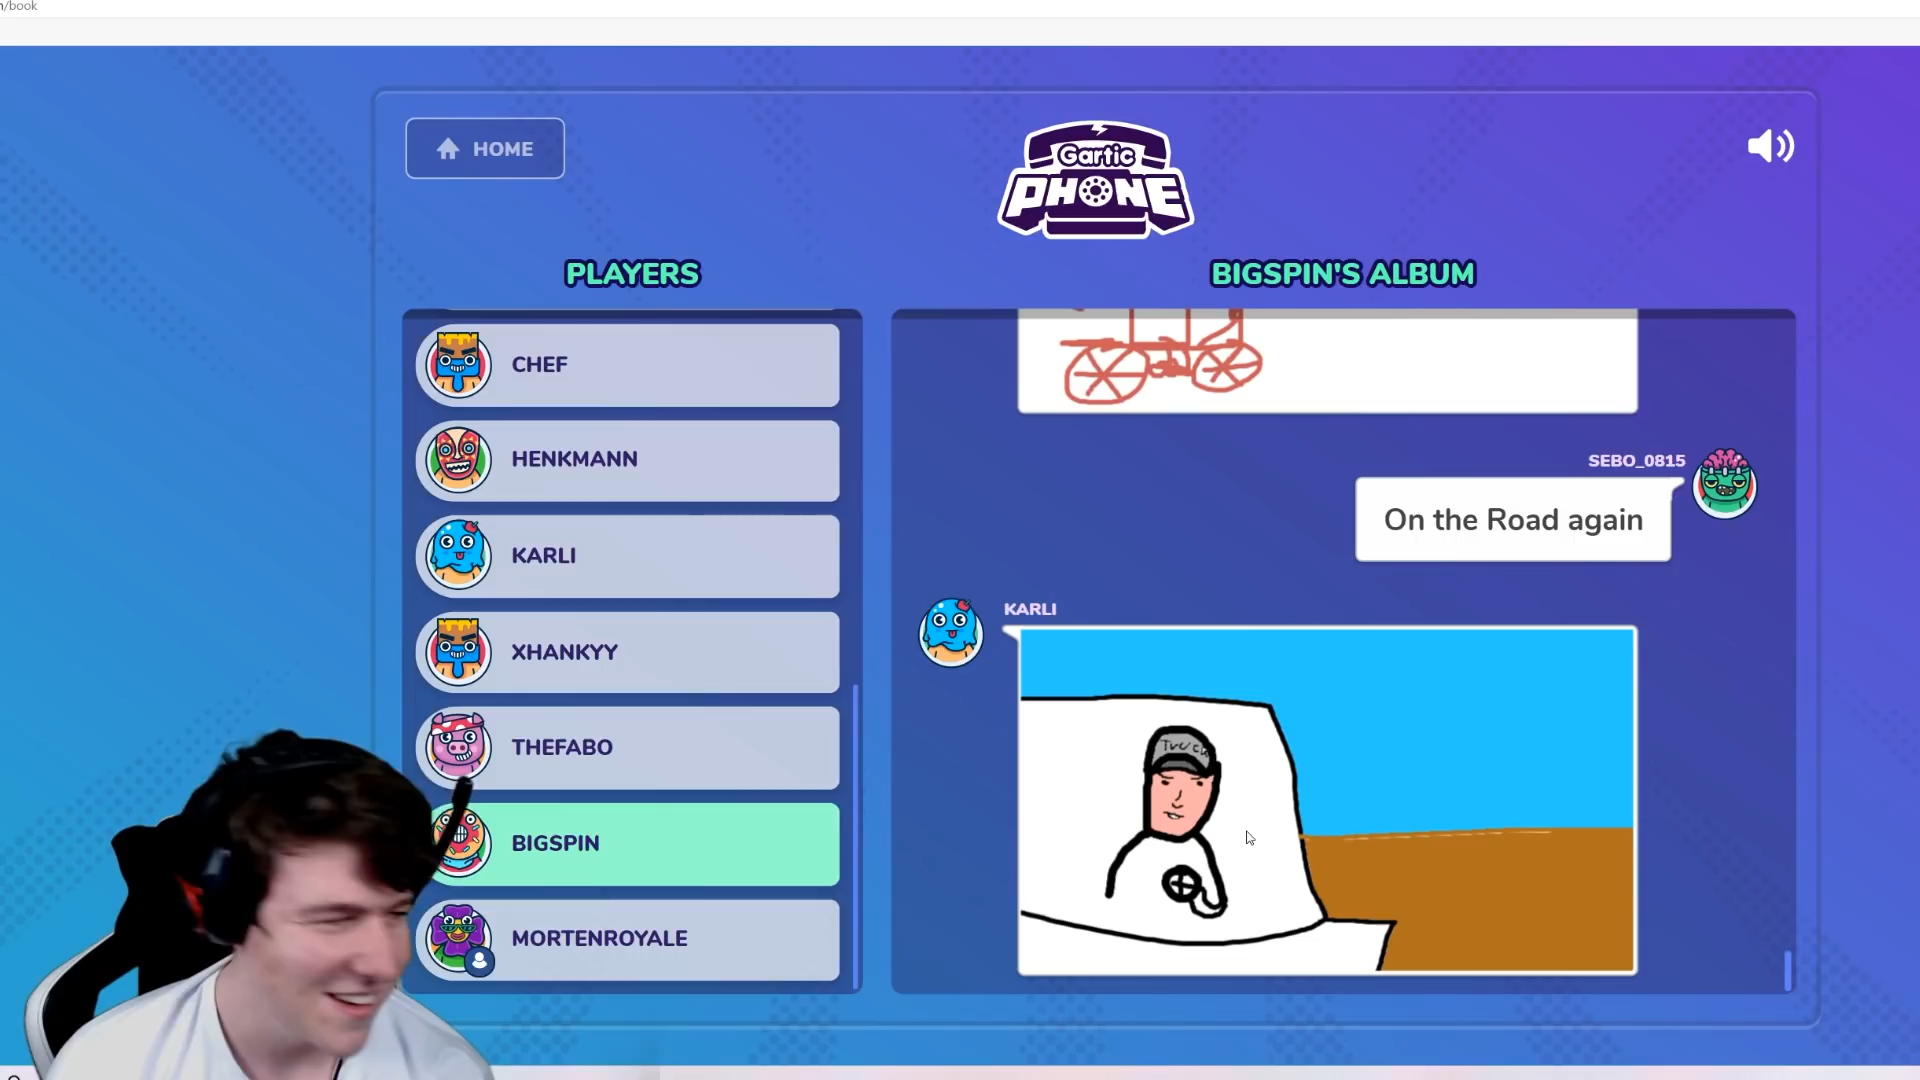 /book
HOME
Gartic
PHONE
PLAYERS
BIGSPIN'S ALBUM
CHEF
HENKMANN
KARLI
XHANKYY
THEFABO
BIGSPIN
MORTENROYALE
SEBO_0815
On the Road again
KARLI
Truck